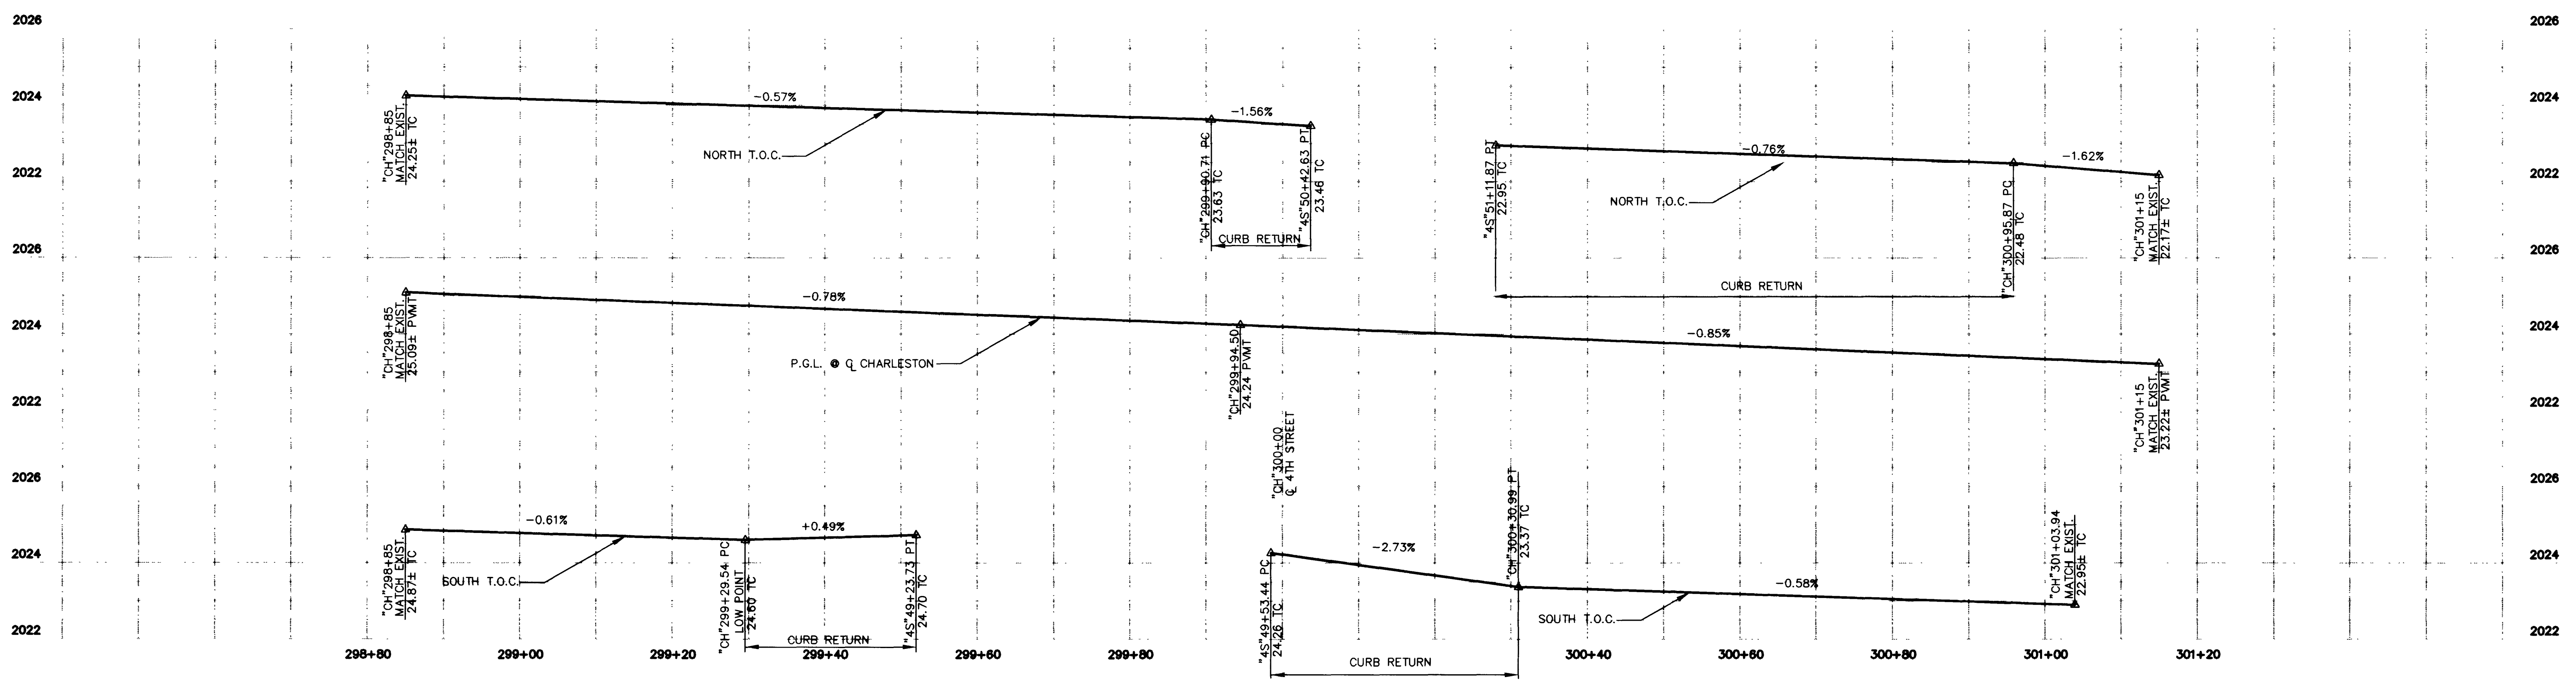 2026
2026
2024
2024
-0.57%
-1.56%
NORTH T.O.C.
"CH"298+85
MATCH EXIST.
24.25± TC
"CH"299+90.71 PC
23.63 TC
"4S"50+42.63 PT
23.46 TC
CURB RETURN
"4S"51+11.87 PT
22.95 TC
-0.76%
-1.62%
NORTH T.O.C.
"CH"300+95.87 PC
22.48 TC
"CH"301+15
MATCH EXIST.
22.17± TC
CURB RETURN
2022
2022
2026
2026
-0.78%
-0.85%
"CH"298+85
MATCH EXIST.
25.09± PVMT
P.G.L. @ ℄ CHARLESTON
"CH"299+94.50
24.24 PVMT
"CH"301+15
MATCH EXIST.
23.22± PVMT
2024
2024
2022
2022
"CH"300+00
℄ 4TH STREET
2026
2026
-0.61%
+0.49%
"CH"298+85
MATCH EXIST.
24.87± TC
SOUTH T.O.C.
"CH"299+29.54 PC
LOW POINT
24.60 TC
"4S"49+23.73 PT
24.70 TC
CURB RETURN
"4S"49+53.44 PC
24.26 TC
-2.73%
"CH"300+30.99 PT
23.37 TC
-0.58%
SOUTH T.O.C.
"CH"301+03.94
MATCH EXIST.
22.95± TC
CURB RETURN
2024
2024
2022
2022
298+80
299+00
299+20
299+40
299+60
299+80
300+40
300+60
300+80
301+00
301+20